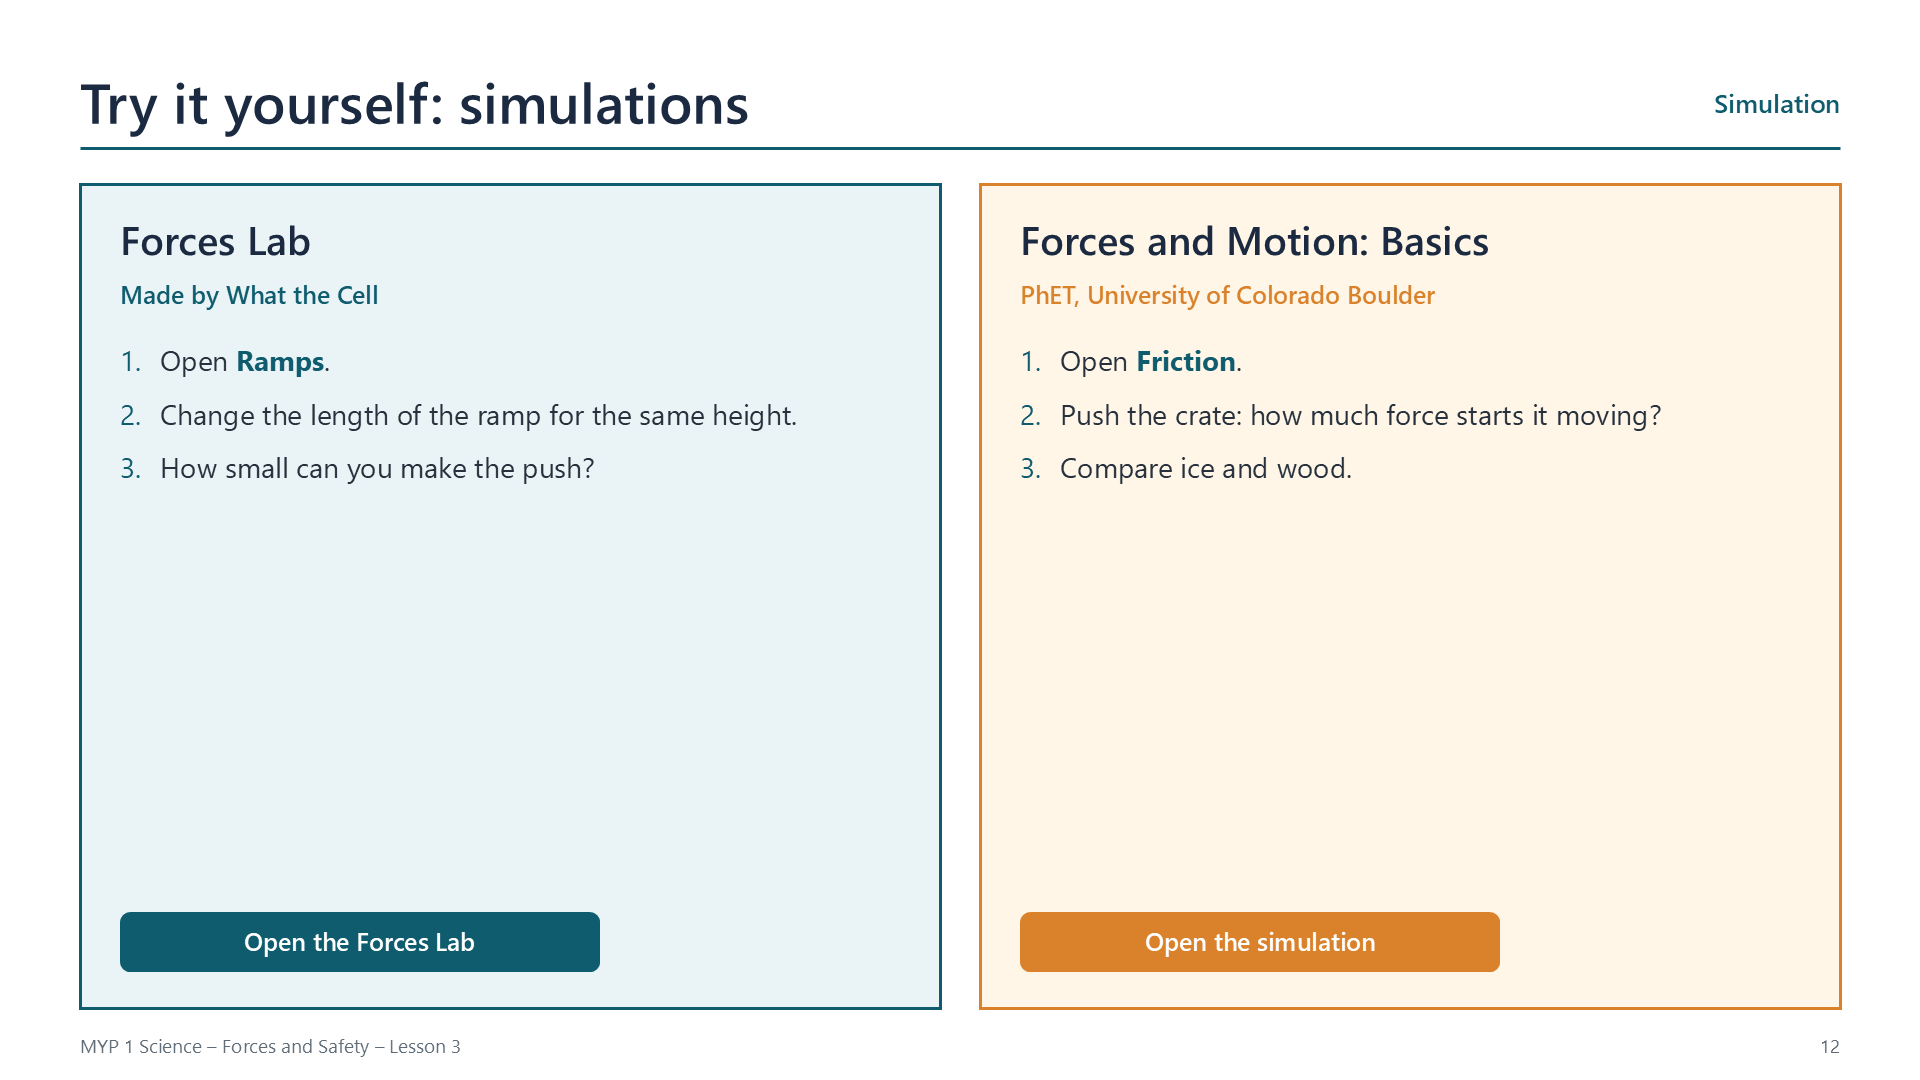 Try it yourself: simulations
Simulation
Forces Lab
Made by What the Cell
1. Open Ramps.
2. Change the length of the ramp for the same height.
3. How small can you make the push?
Open the Forces Lab
Forces and Motion: Basics
PhET, University of Colorado Boulder
1. Open Friction.
2. Push the crate: how much force starts it moving?
3. Compare ice and wood.
Open the simulation
MYP 1 Science – Forces and Safety – Lesson 3
12